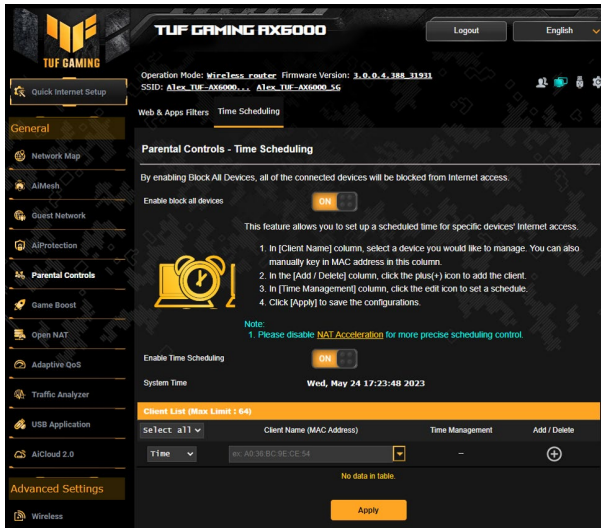 TUF GAMING AX6000
Logout
English
TUF GAMING
Operation Mode: Wireless router Firmware Version: 3.0.0.4.388_31931
SSID: Alex_TUF-AX6000... Alex_TUF-AX6000_5G
Quick Internet Setup
General
Network Map
AiMesh
Guest Network
AiProtection
Parental Controls
Game Boost
Open NAT
Adaptive QoS
Traffic Analyzer
USB Application
AiCloud 2.0
Advanced Settings
Wireless
Web & Apps Filters Time Scheduling
Parental Controls - Time Scheduling
By enabling Block All Devices, all of the connected devices will be blocked from Internet access.
Enable block all devices ON
This feature allows you to set up a scheduled time for specific devices' Internet access.
1. In [Client Name] column, select a device you would like to manage. You can also
manually key in MAC address in this column.
2. In the [Add / Delete] column, click the plus(+) icon to add the client.
3. In [Time Management] column, click the edit icon to set a schedule.
4. Click [Apply] to save the configurations.
Note:
1. Please disable NAT Acceleration for more precise scheduling control.
Enable Time Scheduling ON
System Time Wed, May 24 17:23:48 2023
Client List (Max Limit : 64)
Select all Client Name (MAC Address) Time Management Add / Delete
Time ex: A0:36:BC:9E:CE:54 –
No data in table.
Apply